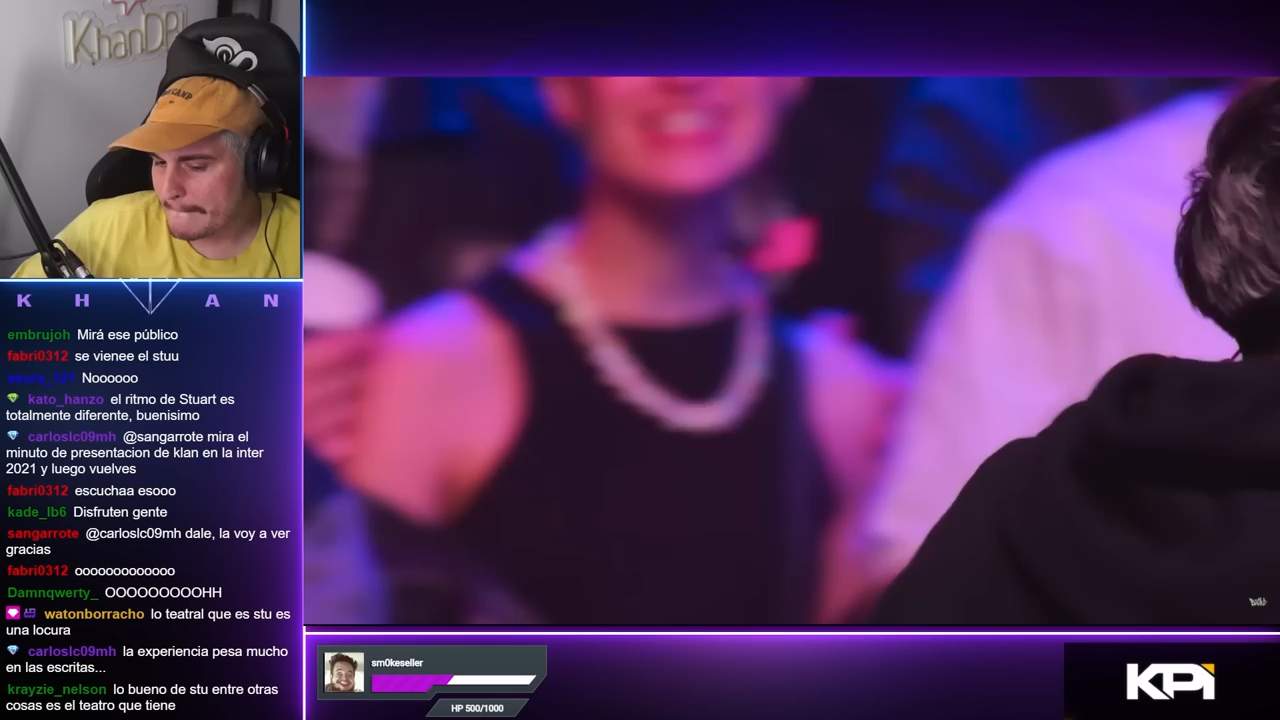 KhanDBL
K H A N
embrujoh Mirá ese público
fabri0312 se vienee el stuu
Noooooo
kato_hanzo el ritmo de Stuart es
totalmente diferente, buenisimo
carloslc09mh @sangarrote mira el
minuto de presentacion de klan en la inter
2021 y luego vuelves
fabri0312 escuchaa esooo
kade_lb6 Disfruten gente
sangarrote @carloslc09mh dale, la voy a ver
gracias
fabri0312 ooooooooooooo
Damnqwerty_ OOOOOOOOOHH
watonborracho lo teatral que es stu es
una locura
carloslc09mh la experiencia pesa mucho
en las escritas...
krayzie_nelson lo bueno de stu entre otras
cosas es el teatro que tiene
sm0keseller
HP 500/1000
KPI